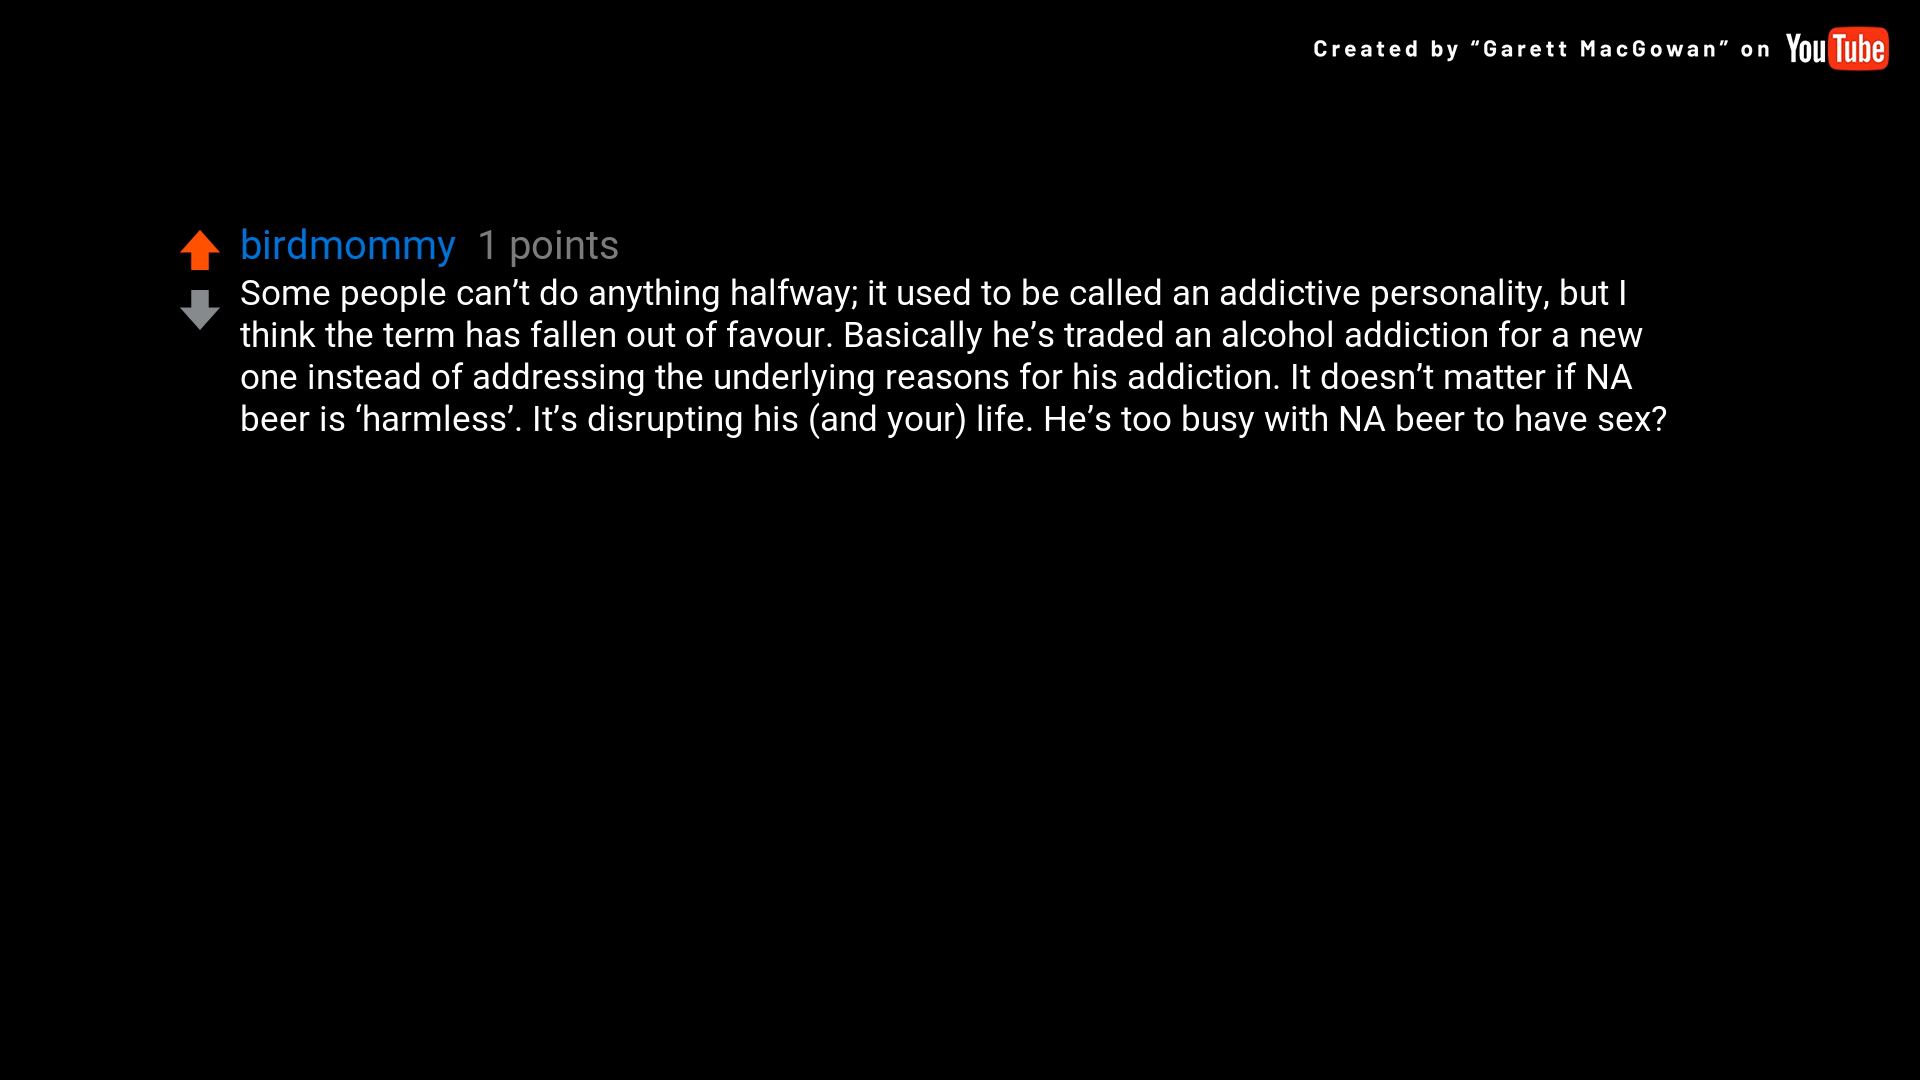 Created by “Garett MacGowan” on YouTube
birdmommy 1 points
Some people can’t do anything halfway; it used to be called an addictive personality, but I
think the term has fallen out of favour. Basically he’s traded an alcohol addiction for a new
one instead of addressing the underlying reasons for his addiction. It doesn’t matter if NA
beer is ‘harmless’. It’s disrupting his (and your) life. He’s too busy with NA beer to have sex?